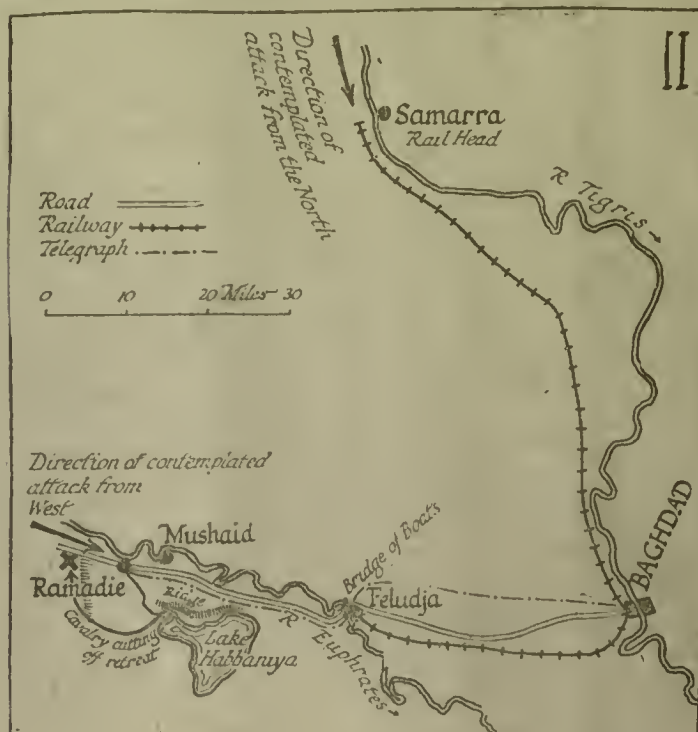 II
Direction of
contemplated
attack from the North
Samarra
Rail Head
R Tigris
Road
Railway
Telegraph
0 10 20 Miles 30
Direction of contemplated
attack from
West
Mushaid
Ramadie
Ridge
Cavalry cutting
off retreat
Lake
Habbaniya
R Euphrates
Bridge of Boats
Feludja
BAGHDAD